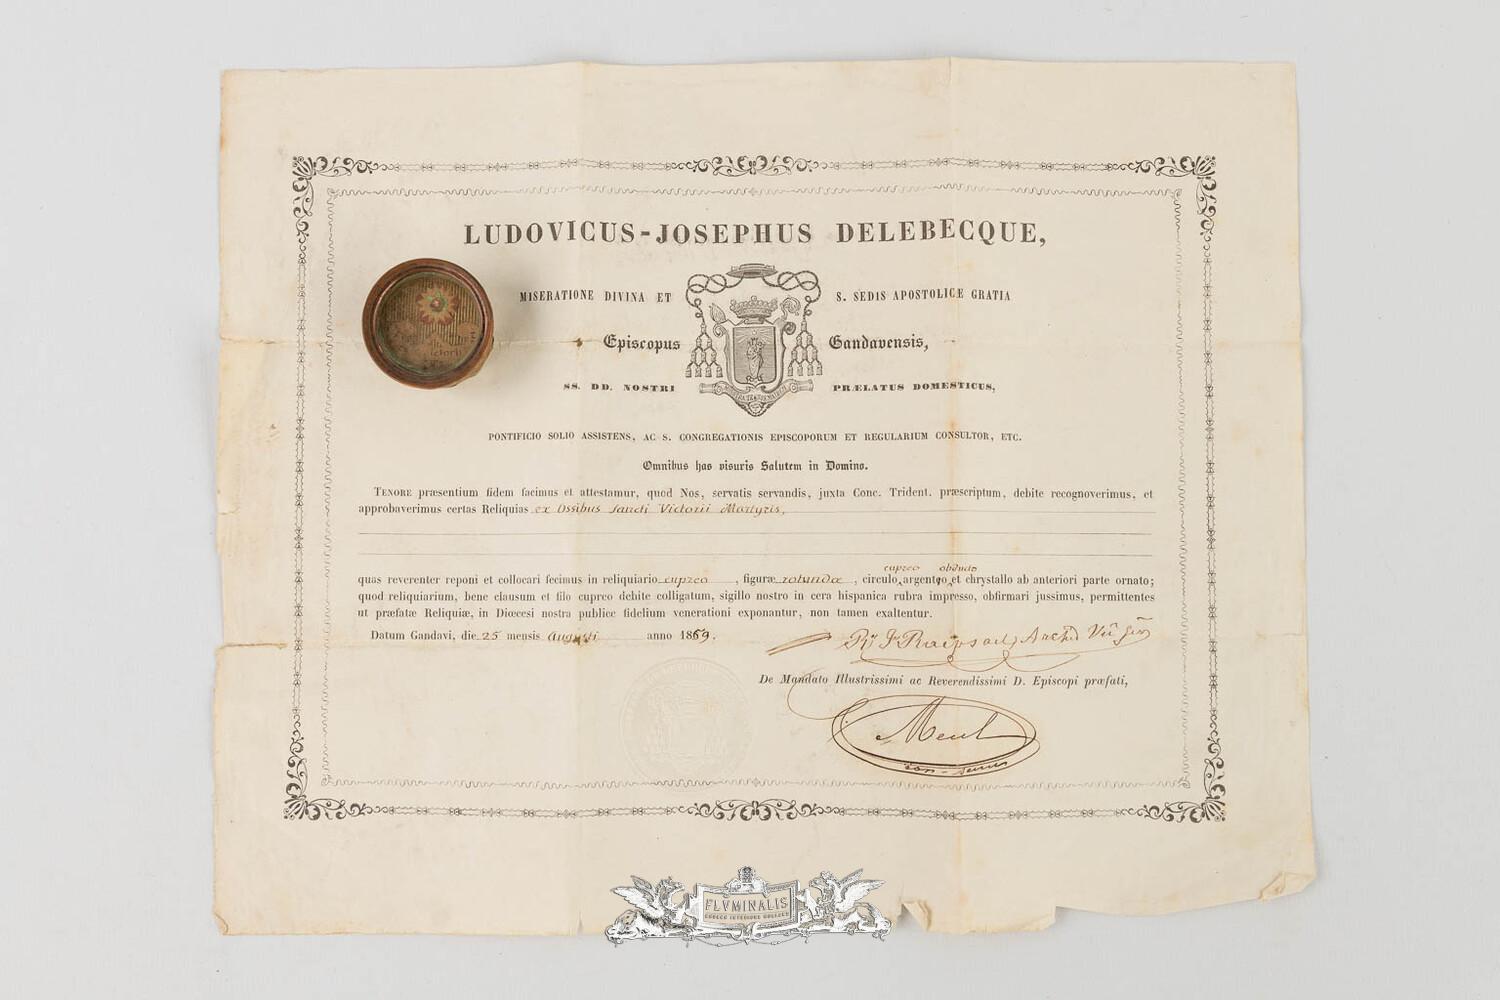 LUDOVICUS-JOSEPHUS DELEBECQUE,
MISERATIONE DIVINA ET S. SEDIS APOSTOLICÆ GRATIA
Episcopus Gandavensis,
SS. DD. NOSTRI PRÆLATUS DOMESTICUS,
PONTIFICIO SOLIO ASSISTENS, AC S. CONGREGATIONIS EPISCOPORUM ET REGULARIUM CONSULTOR, ETC.
Omnibus has visuris Salutem in Domino.
TENORE præsentium fidem facimus et attestamur, quod Nos, servatis servandis, juxta Conc. Trident. præscriptum, debite recognoverimus, et
approbaverimus certas Reliquias ex Ossibus Sancti Victorii Martyris,
cupreo obducto
quas reverenter reponi et collocari fecimus in reliquiario cupreo, figuræ rotundæ, circulo argenteo et chrystallo ab anteriori parte ornato;
quod reliquiarium, bene clausum et filo cupreo debite colligatum, sigillo nostro in cera hispanica rubra impresso, obfirmari jussimus, permittentes
ut præfatæ Reliquiæ, in Diœcesi nostra publice fidelium venerationi exponantur, non tamen exaltentur.
Datum Gandavi, die 25 mensis Augusti anno 1869.
De Mandato Illustrissimi ac Reverendissimi D. Episcopi præfati,
FLVMINALIS